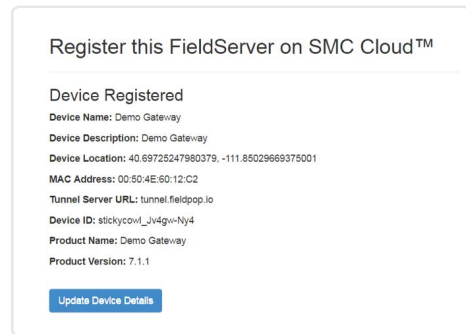 Register this FieldServer on SMC Cloud™
Device Registered
Device Name: Demo Gateway
Device Description: Demo Gateway
Device Location: 40.69725247980379, -111.85029669375001
MAC Address: 00:50:4E:60:12:C2
Tunnel Server URL: tunnel.fieldpop.io
Device ID: stickycowl_Jv4gw-Ny4
Product Name: Demo Gateway
Product Version: 7.1.1
Update Device Details